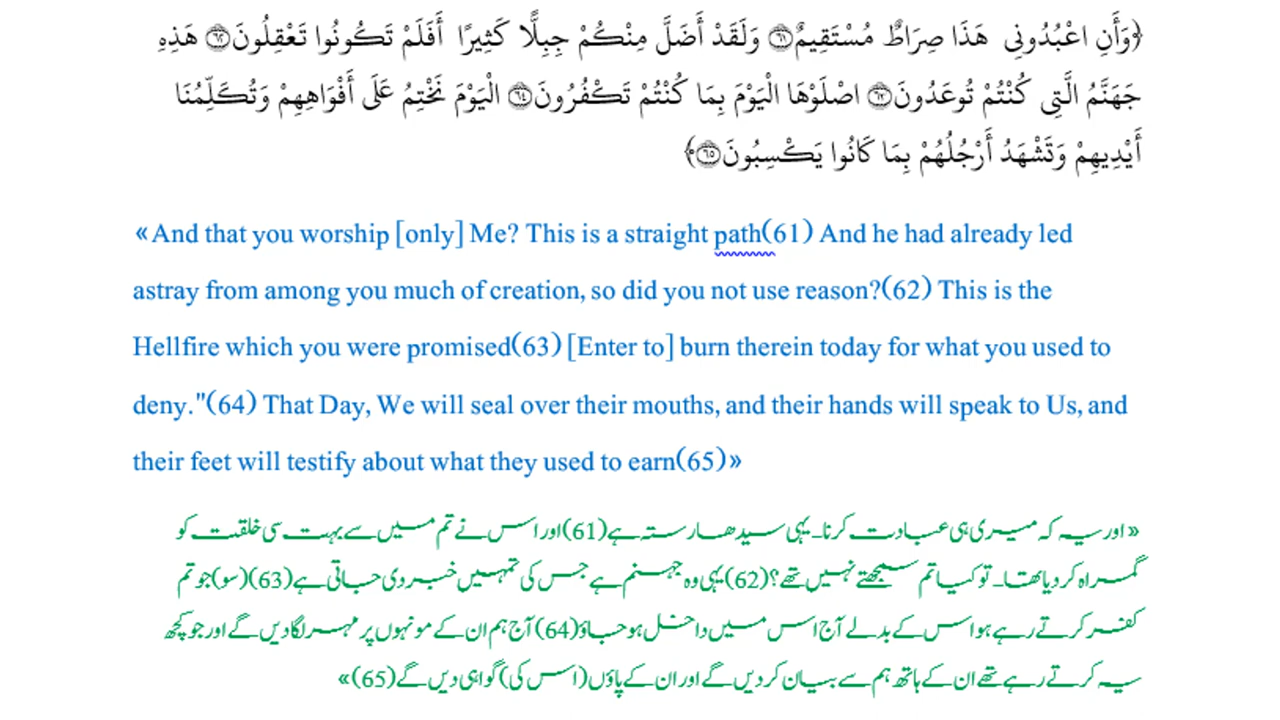 ﴿وَأَنِ اعْبُدُونِي هَذَا صِرَاطٌ مُسْتَقِيمٌ۝٦١ وَلَقَدْ أَضَلَّ مِنْكُمْ جِبِلًّا كَثِيرًا أَفَلَمْ تَكُونُوا تَعْقِلُونَ۝٦٢ هَذِهِ
جَهَنَّمُ الَّتِي كُنْتُمْ تُوعَدُونَ۝٦٣ اصْلَوْهَا الْيَوْمَ بِمَا كُنْتُمْ تَكْفُرُونَ۝٦٤ الْيَوْمَ نَخْتِمُ عَلَى أَفْوَاهِهِمْ وَتُكَلِّمُنَا
أَيْدِيهِمْ وَتَشْهَدُ أَرْجُلُهُمْ بِمَا كَانُوا يَكْسِبُونَ۝٦٥﴾
«And that you worship [only] Me? This is a straight path(61) And he had already led
astray from among you much of creation, so did you not use reason?(62) This is the
Hellfire which you were promised(63) [Enter to] burn therein today for what you used to
deny."(64) That Day, We will seal over their mouths, and their hands will speak to Us, and
their feet will testify about what they used to earn(65)»
«اور یہ کہ میری ہی عبادت کرنا۔ یہی سیدھا رستہ ہے(61) اور اس نے تم میں سے بہت سی خلقت کو
گمراہ کردیا تھا۔ تو کیا تم سمجھتے نہیں تھے؟(62) یہی وہ جہنم ہے جس کی تمہیں خبر دی جاتی ہے(63) (سو) جو تم
کفر کرتے رہے ہو اس کے بدلے آج اس میں داخل ہوجاؤ(64) آج ہم ان کے مونہوں پر مہر لگا دیں گے اور جو کچھ
یہ کرتے رہے تھے ان کے ہاتھ ہم سے بیان کردیں گے اور ان کے پاؤں (اس کی) گواہی دیں گے(65)»